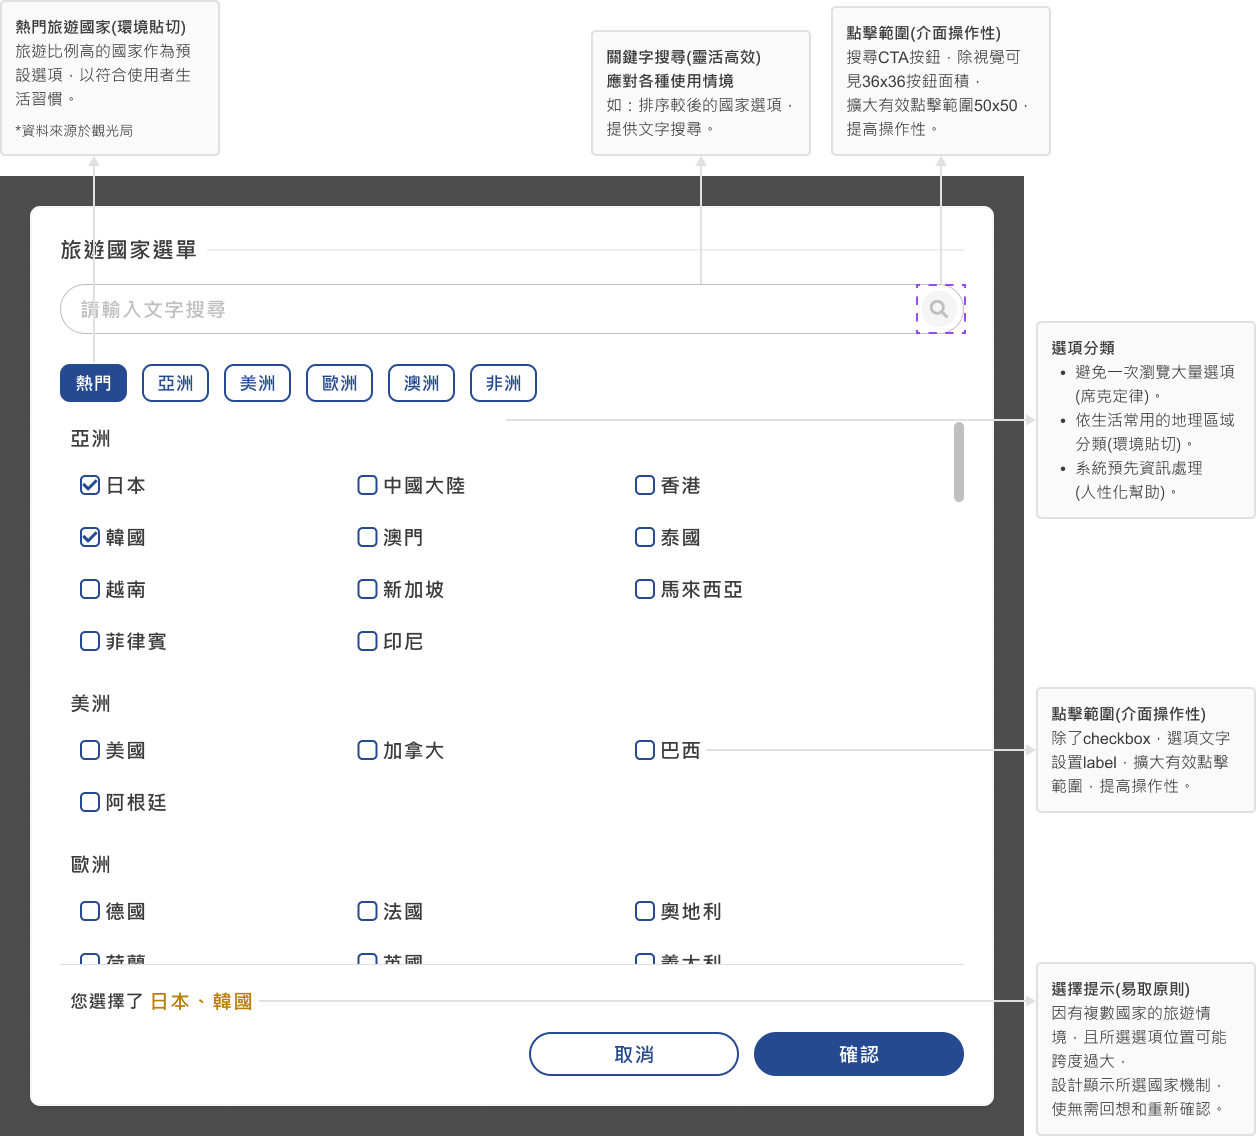 熱門旅遊國家(環境貼切)
旅遊比例高的國家作為預
設選項，以符合使用者生
活習慣。
*資料來源於觀光局
關鍵字搜尋(靈活高效)
應對各種使用情境
如：排序較後的國家選項，
提供文字搜尋。
點擊範圍(介面操作性)
搜尋CTA按鈕，除視覺可
見36x36按鈕面積，
擴大有效點擊範圍50x50，
提高操作性。
旅遊國家選單
請輸入文字搜尋
熱門 亞洲 美洲 歐洲 澳洲 非洲
選項分類
• 避免一次瀏覽大量選項
(席克定律)。
• 依生活常用的地理區域
分類(環境貼切)。
• 系統預先資訊處理
(人性化幫助)。
亞洲
日本 中國大陸 香港
韓國 澳門 泰國
越南 新加坡 馬來西亞
菲律賓 印尼
美洲
美國 加拿大 巴西
阿根廷
點擊範圍(介面操作性)
除了checkbox，選項文字
設置label，擴大有效點擊
範圍，提高操作性。
歐洲
德國 法國 奧地利
荷蘭 英國 義大利
您選擇了 日本、韓國
取消 確認
選擇提示(易取原則)
因有複數國家的旅遊情
境，且所選選項位置可能
跨度過大，
設計顯示所選國家機制，
使無需回想和重新確認。